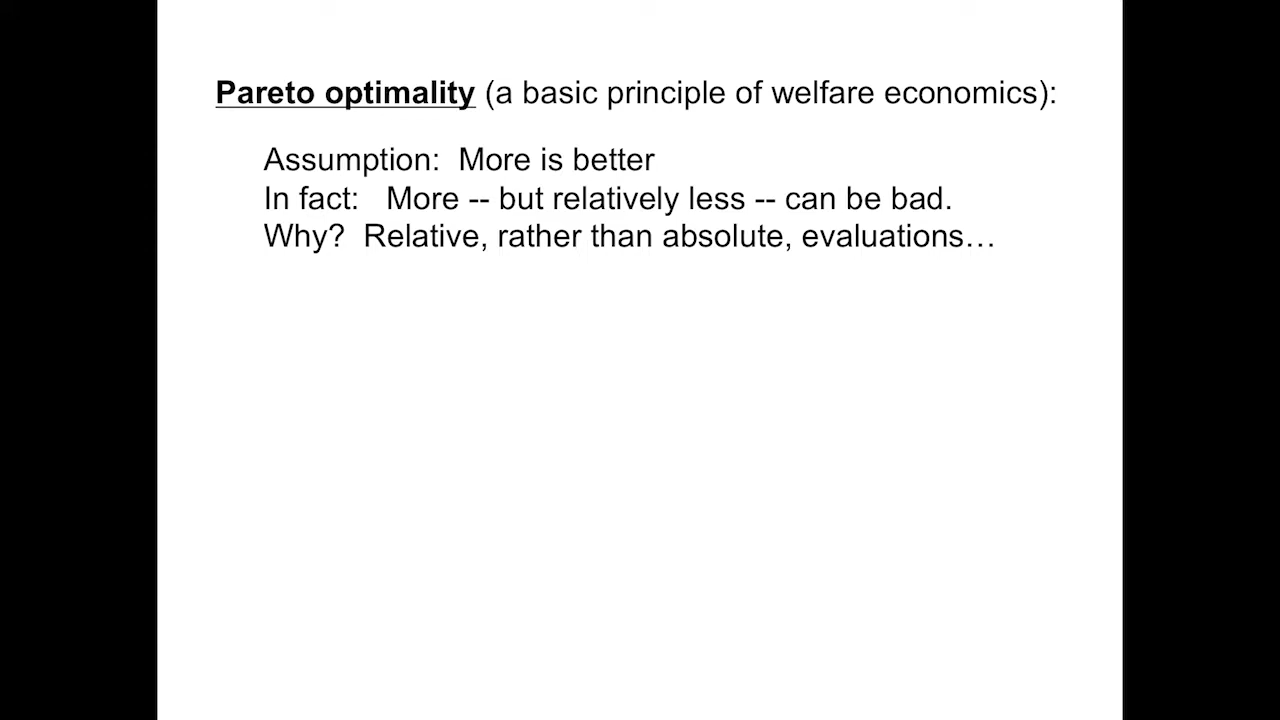 Pareto optimality (a basic principle of welfare economics):
Assumption: More is better
In fact: More -- but relatively less -- can be bad.
Why? Relative, rather than absolute, evaluations…